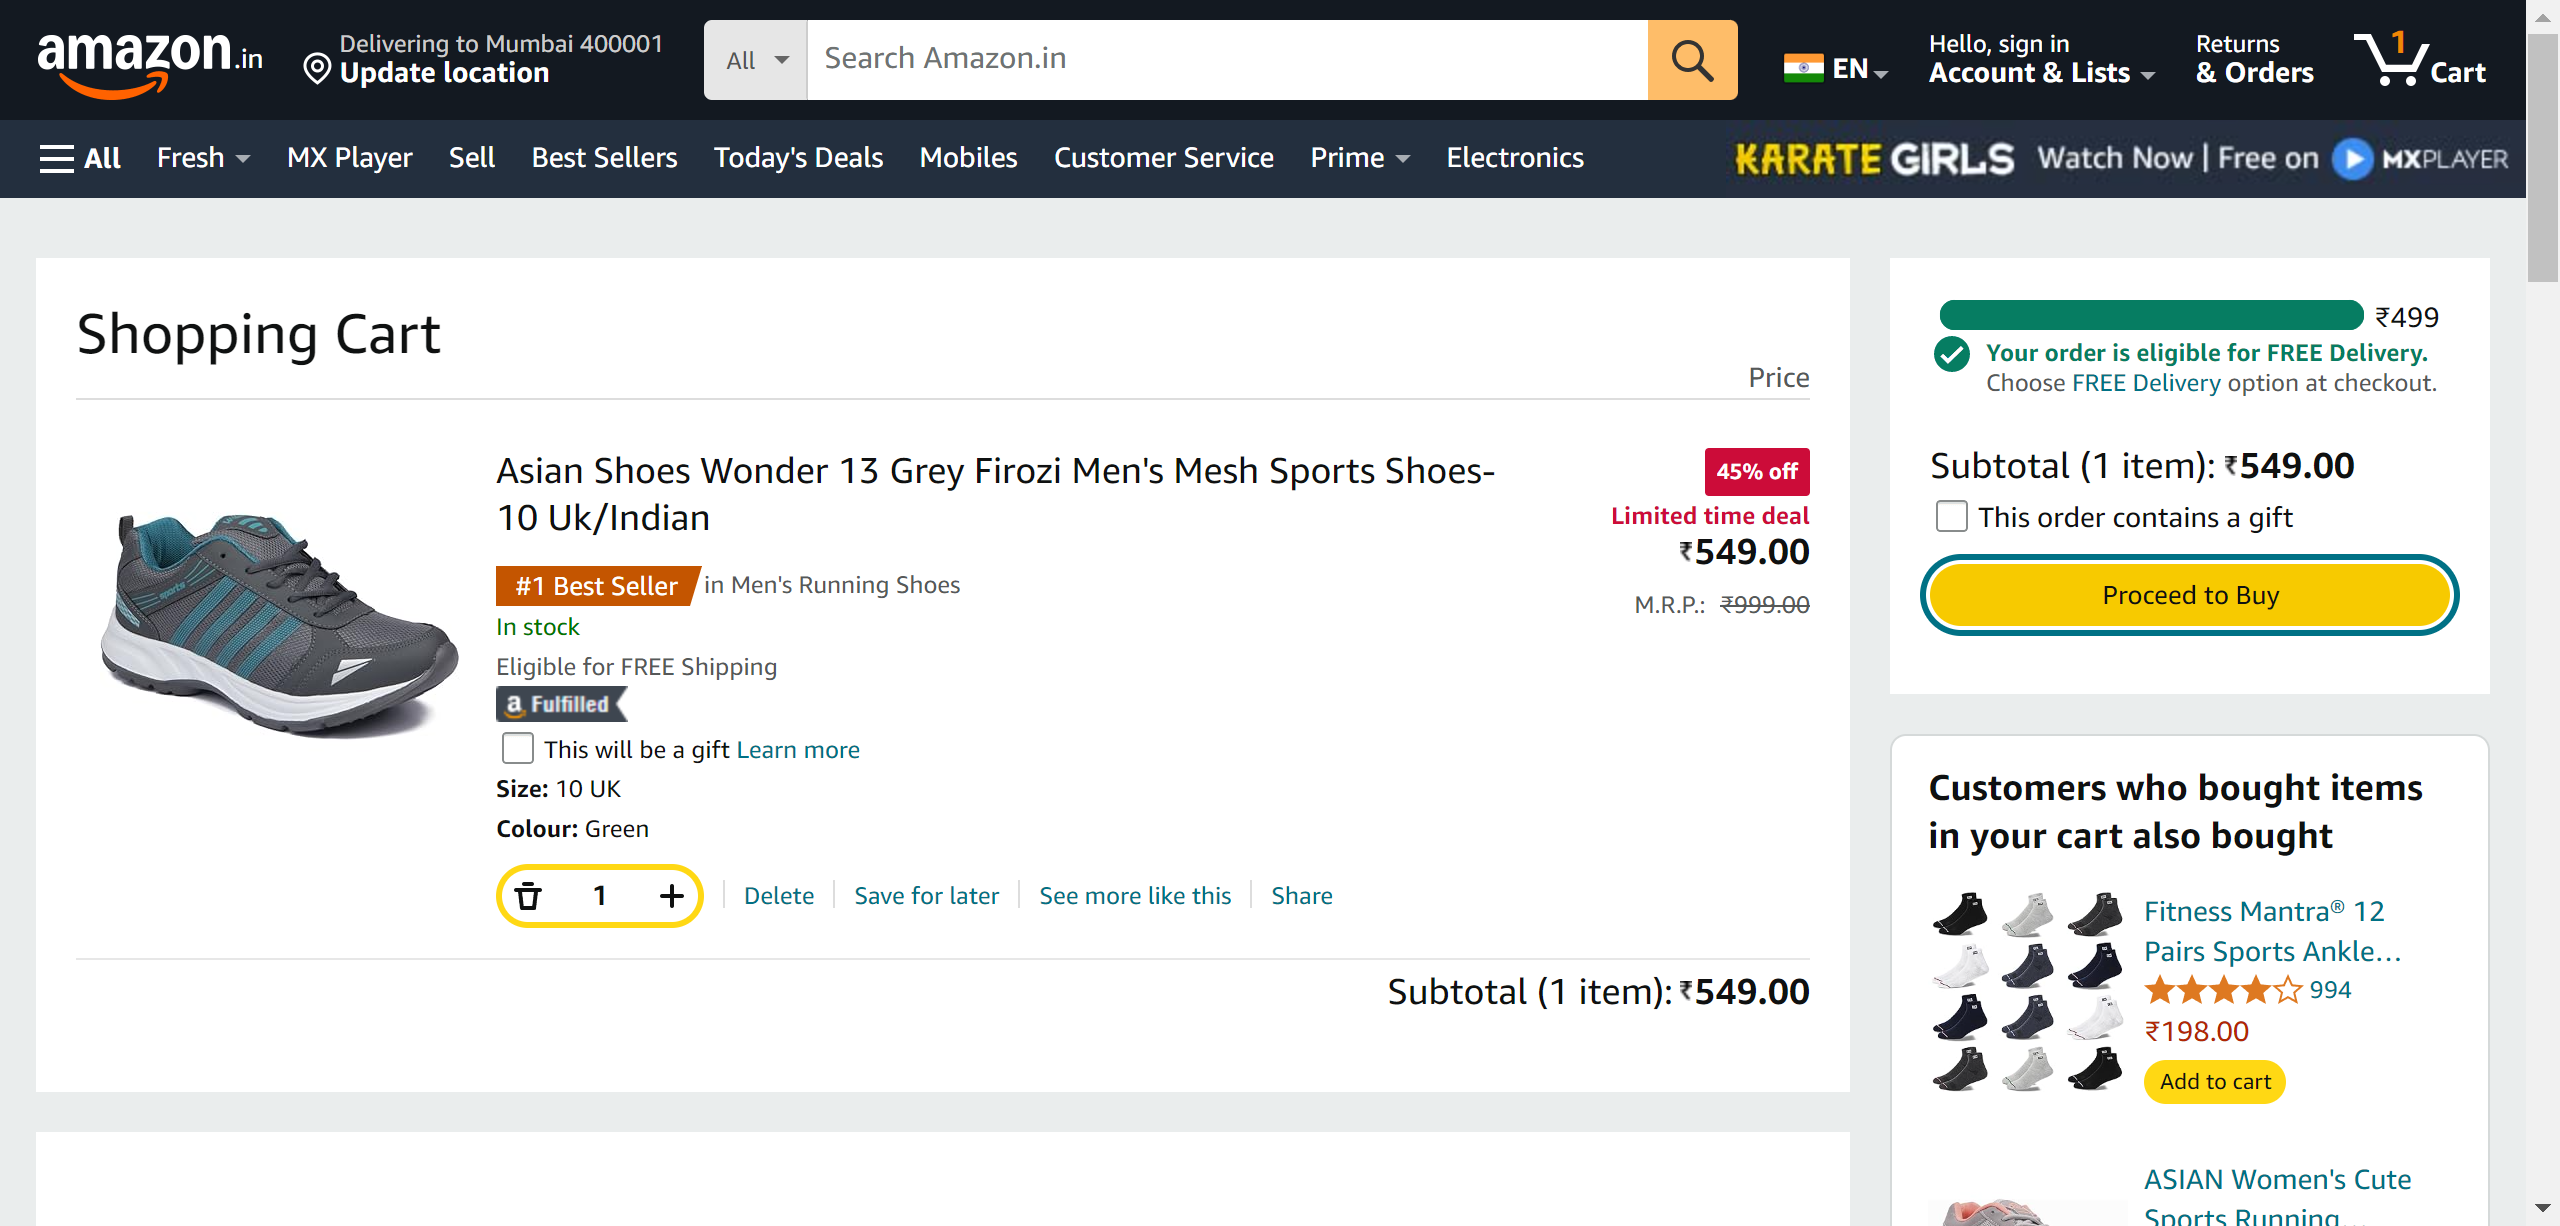 amazon.in
Delivering to Mumbai 400001
Update location
All
Search Amazon.in
EN
Hello, sign in
Account & Lists
Returns
& Orders
1
Cart
All
Fresh
MX Player
Sell
Best Sellers
Today's Deals
Mobiles
Customer Service
Prime
Electronics
KARATE GIRLS Watch Now | Free on MXPLAYER
Shopping Cart
Price
Asian Shoes Wonder 13 Grey Firozi Men's Mesh Sports Shoes-
10 Uk/Indian
#1 Best Seller in Men's Running Shoes
In stock
Eligible for FREE Shipping
a Fulfilled
This will be a gift Learn more
Size: 10 UK
Colour: Green
1
Delete
Save for later
See more like this
Share
45% off
Limited time deal
₹549.00
M.R.P.: ₹999.00
sports
Subtotal (1 item): ₹549.00
₹499
Your order is eligible for FREE Delivery.
Choose FREE Delivery option at checkout.
Subtotal (1 item): ₹549.00
This order contains a gift
Proceed to Buy
Customers who bought items
in your cart also bought
Fitness Mantra® 12
Pairs Sports Ankle…
994
₹198.00
Add to cart
ASIAN Women's Cute
Sports Running…